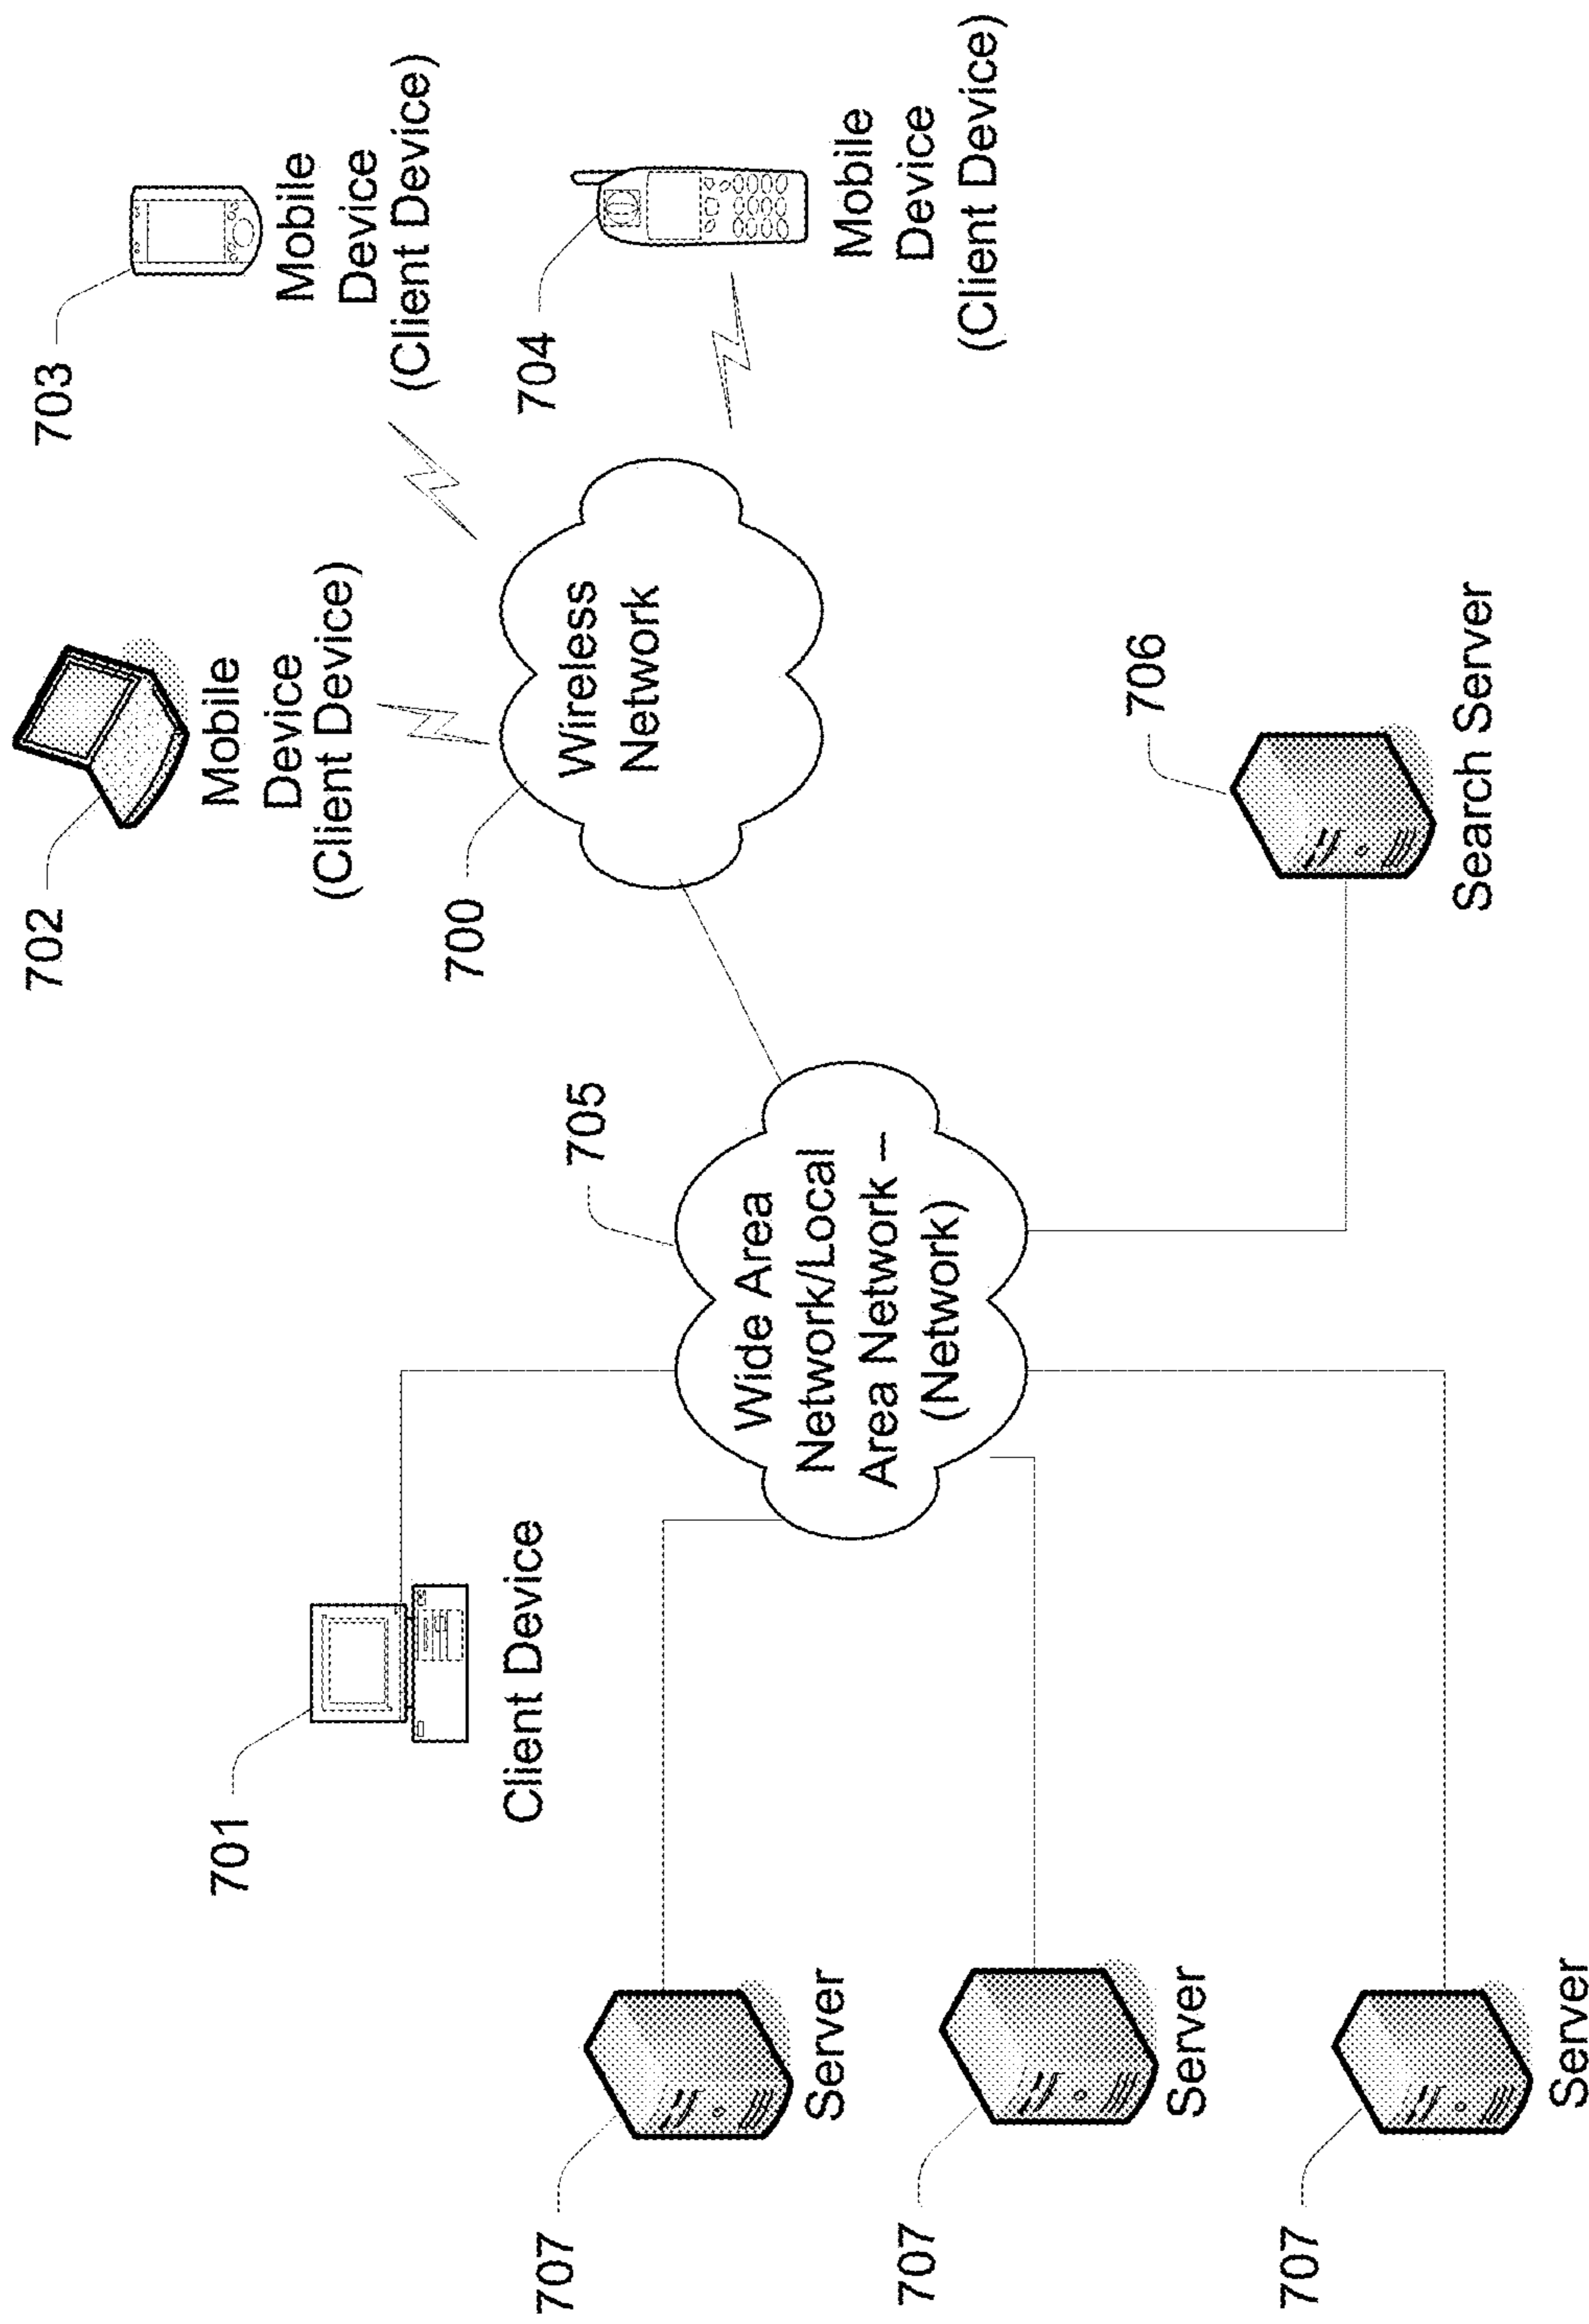 702
Mobile
Device
(Client Device)
703
Mobile
Device
(Client Device)
701
Client Device
700
Wireless
Network
704
Mobile
Device
(Client Device)
705
Wide Area
Network/Local
Area Network –
(Network)
707
Server
707
Server
707
Server
706
Search Server